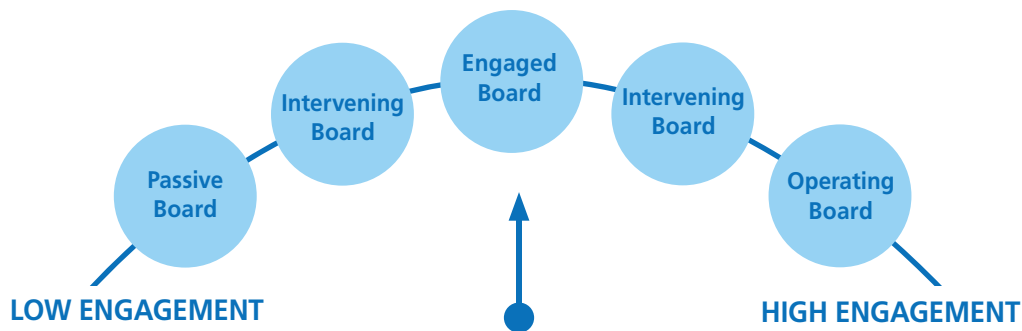 Passive
Board
Intervening
Board
Engaged
Board
Intervening
Board
Operating
Board
LOW ENGAGEMENT
HIGH ENGAGEMENT